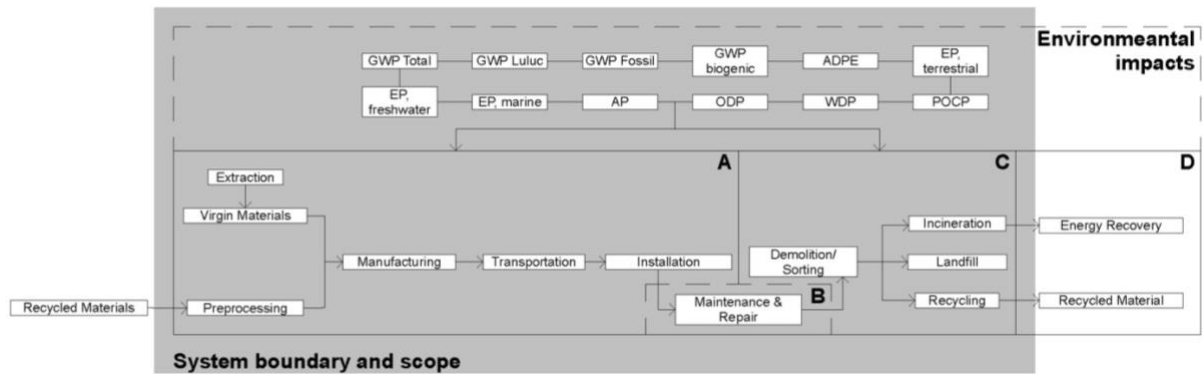 Environmeantal
impacts
GWP Total
GWP Luluc
GWP Fossil
GWP
biogenic
ADPE
EP,
terrestrial
EP,
freshwater
EP, marine
AP
ODP
WDP
POCP
A
C
D
Extraction
Virgin Materials
Manufacturing
Transportation
Installation
Demolition/
Sorting
Incineration
Energy Recovery
Landfill
B
Recycled Materials
Preprocessing
Maintenance &
Repair
Recycling
Recycled Material
System boundary and scope